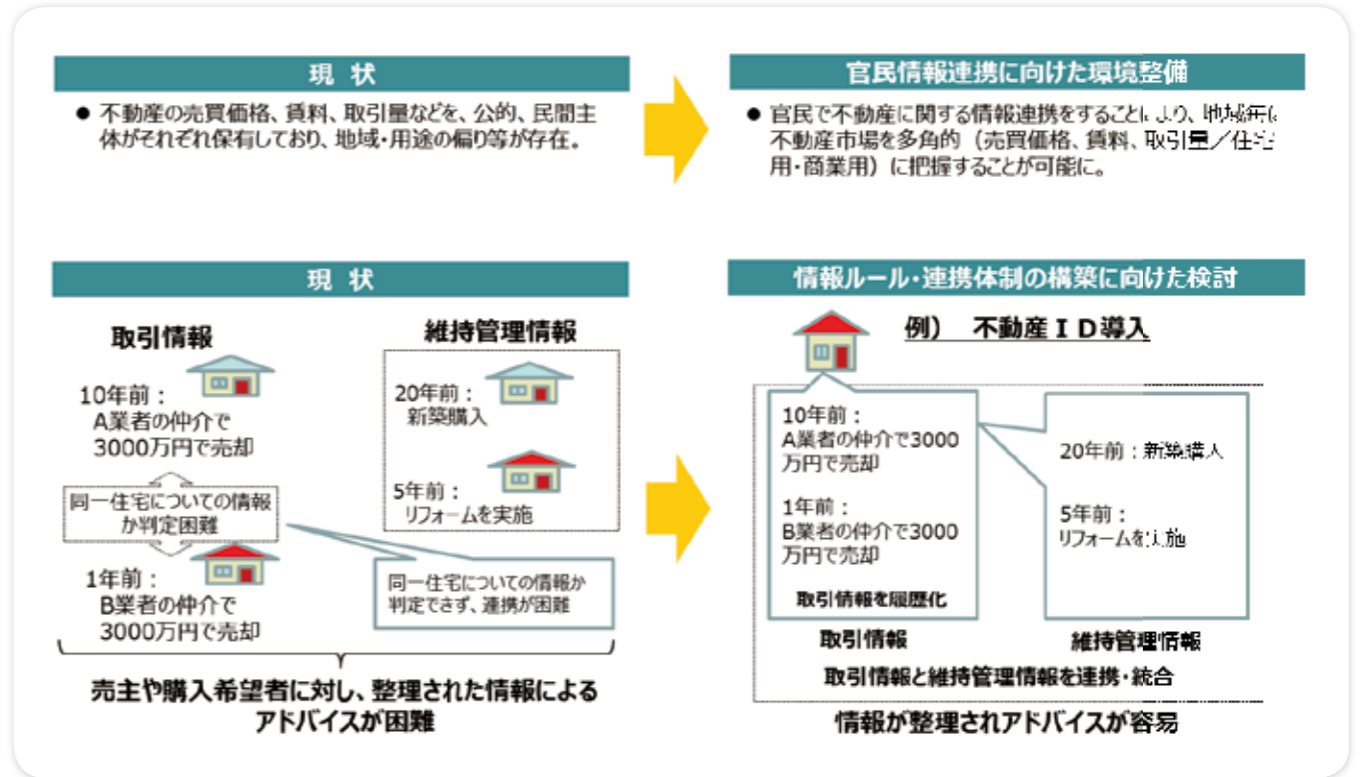 現 状
● 不動産の売買価格、賃料、取引量などを、公的、民間主
体がそれぞれ保有しており、地域・用途の偏り等が存在。
官民情報連携に向けた環境整備
● 官民で不動産に関する情報連携をすることにより、
不動産市場を多角的（売買価格、賃料、取引量／住宅
用・商業用）に把握することが可能に。
現 状
取引情報
10年前：
A業者の仲介で
3000万円で売却
同一住宅についての情報
か判定困難
1年前：
B業者の仲介で
3000万円で売却
維持管理情報
20年前：
新築購入
5年前：
リフォームを実施
同一住宅についての情報か
判定できず、連携が困難
売主や購入希望者に対し、整理された情報による
アドバイスが困難
情報ルール・連携体制の構築に向けた検討
例） 不動産ＩＤ導入
10年前：
A業者の仲介で3000
万円で売却
1年前：
B業者の仲介で3000
万円で売却
取引情報を履歴化
取引情報
20年前：新築購入
5年前：
リフォームを実施
維持管理情報
取引情報と維持管理情報を連携・統合
情報が整理されアドバイスが容易